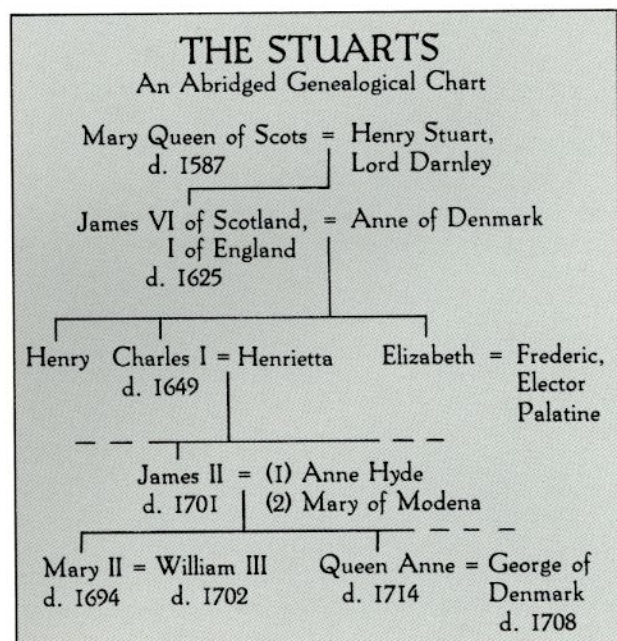 THE STUARTS
An Abridged Genealogical Chart
Mary Queen of Scots = Henry Stuart,
d. 1587 Lord Darnley
James VI of Scotland, = Anne of Denmark
I of England
d. 1625
Henry Charles I = Henrietta Elizabeth = Frederic,
d. 1649 Elector
Palatine
James II = (1) Anne Hyde
d. 1701 (2) Mary of Modena
Mary II = William III Queen Anne = George of
d. 1694 d. 1702 d. 1714 Denmark
d. 1708